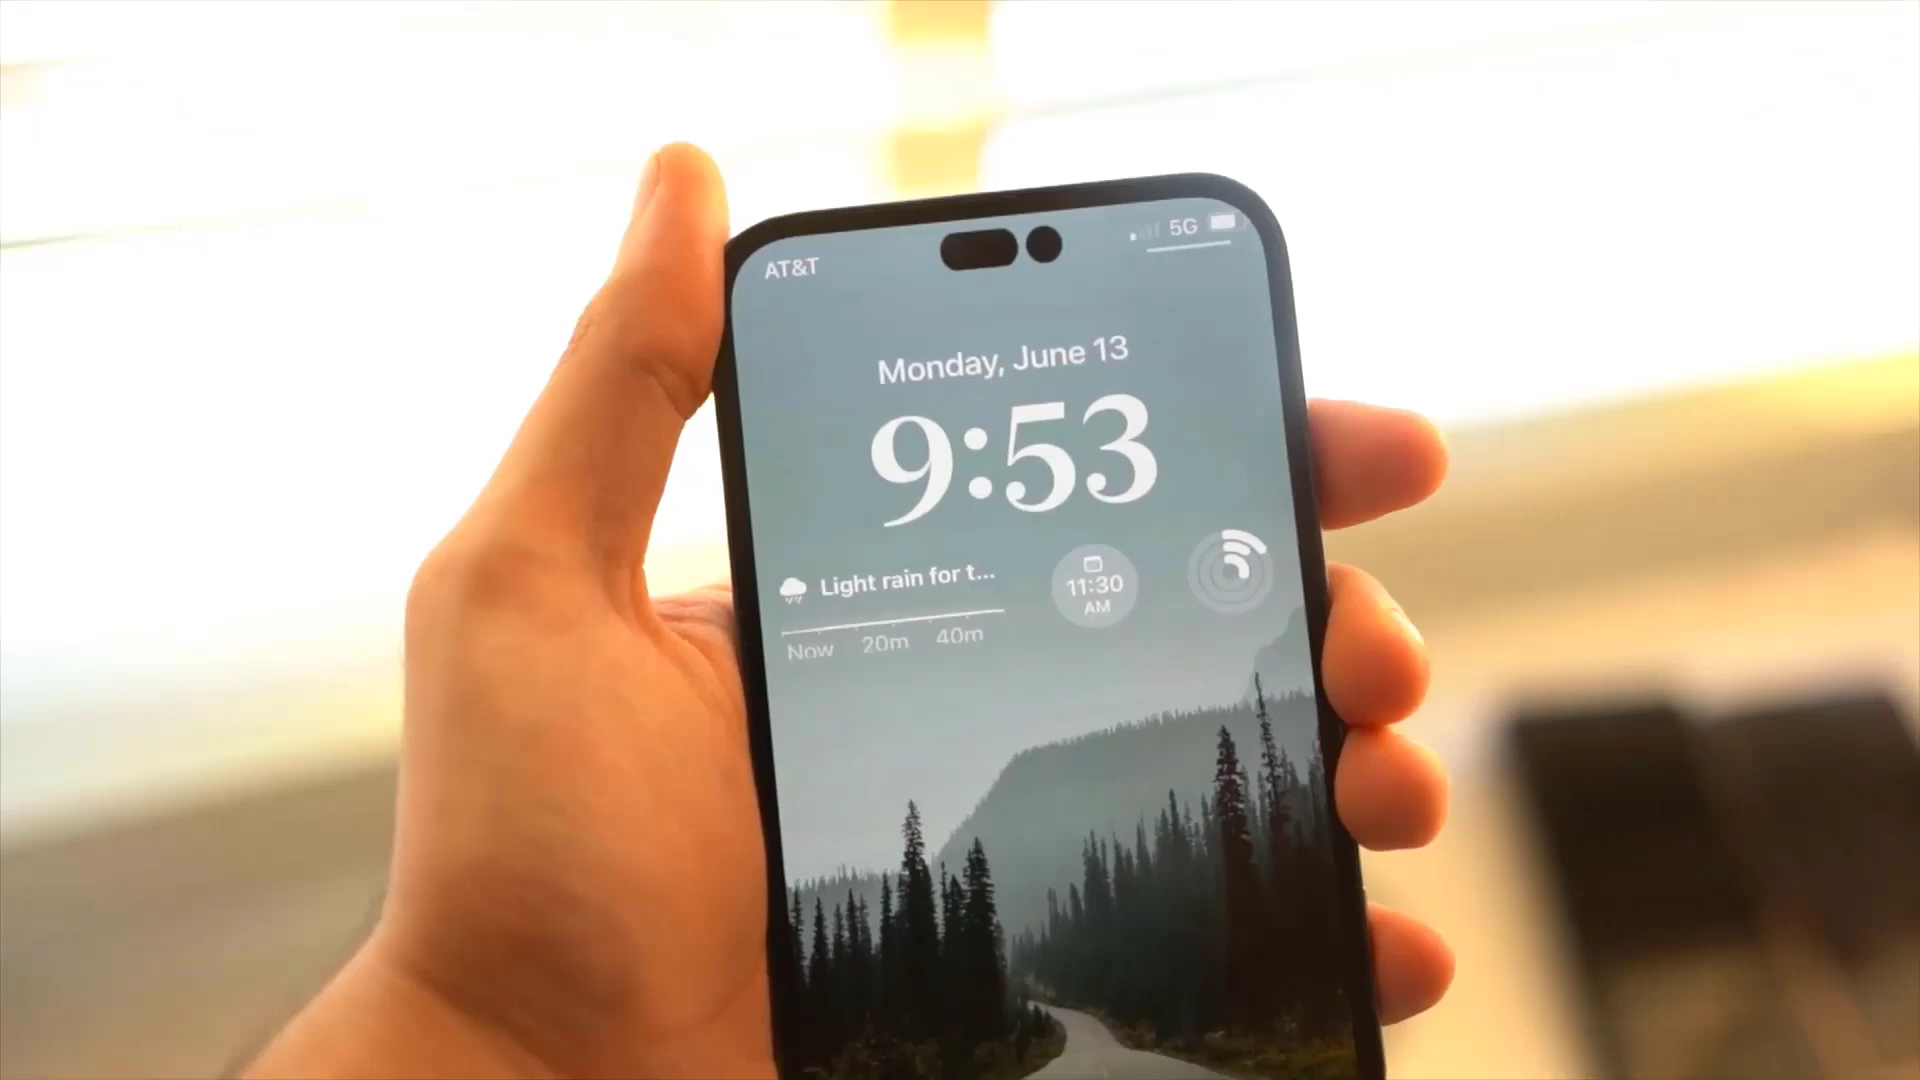 AT&T
5G
Monday, June 13
9:53
Light rain for t...
Now 20m 40m
11:30
AM